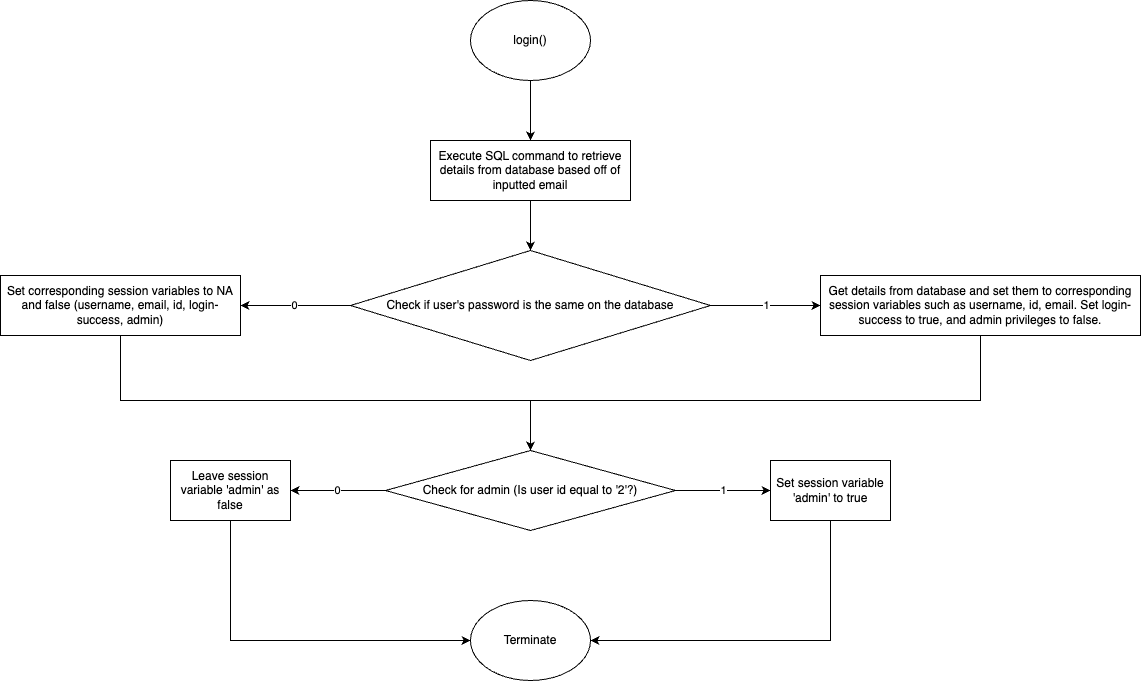 login()
Execute SQL command to retrieve
details from database based off of
inputted email
Set corresponding session variables to NA
and false (username, email, id, login-
success, admin)
0
Check if user's password is the same on the database
1
Get details from database and set them to corresponding
session variables such as username, id, email. Set login-
success to true, and admin privileges to false.
Leave session
variable 'admin' as
false
0
Check for admin (Is user id equal to '2'?)
1
Set session variable
'admin' to true
Terminate